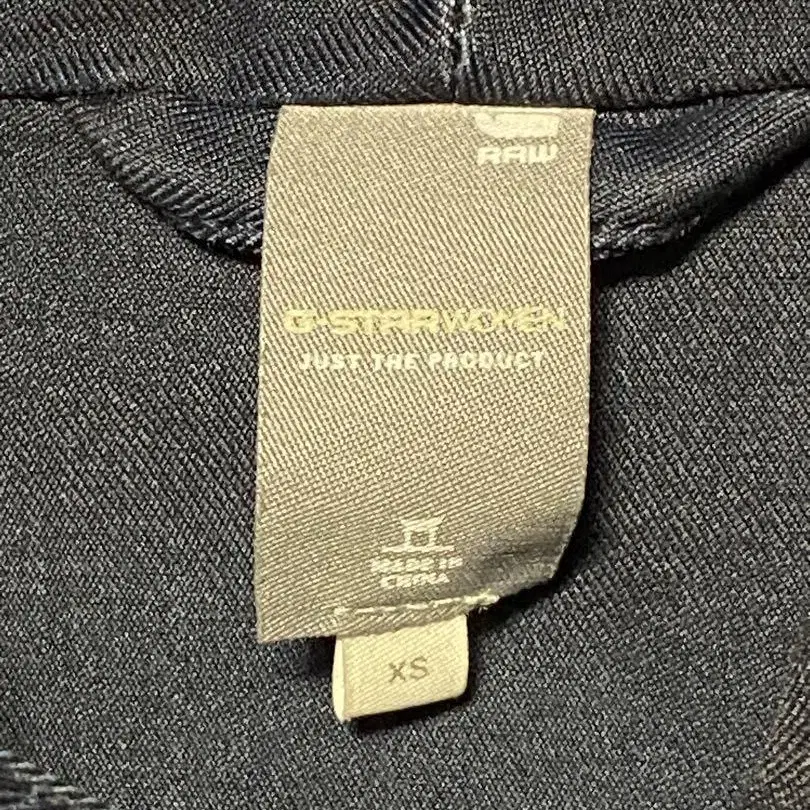 RAW
G-STAR WOMEN
JUST THE PRODUCT
MADE IN
CHINA
XS